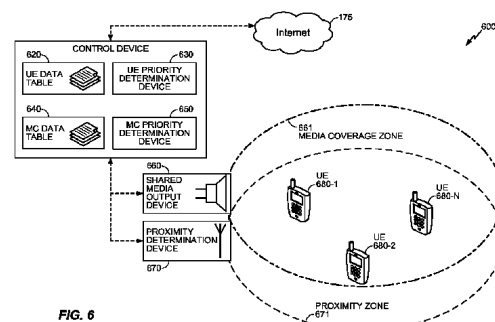 175
Internet
600
CONTROL DEVICE
620
630
UE DATA
TABLE
UE PRIORITY
DETERMINATION
DEVICE
640
650
MC DATA
TABLE
MC PRIORITY
DETERMINATION
DEVICE
661
MEDIA COVERAGE ZONE
660
SHARED
MEDIA
OUTPUT
DEVICE
UE
680-1
UE
680-N
PROXIMITY
DETERMINATION
DEVICE
670
UE
680-2
PROXIMITY ZONE
671
FIG. 6